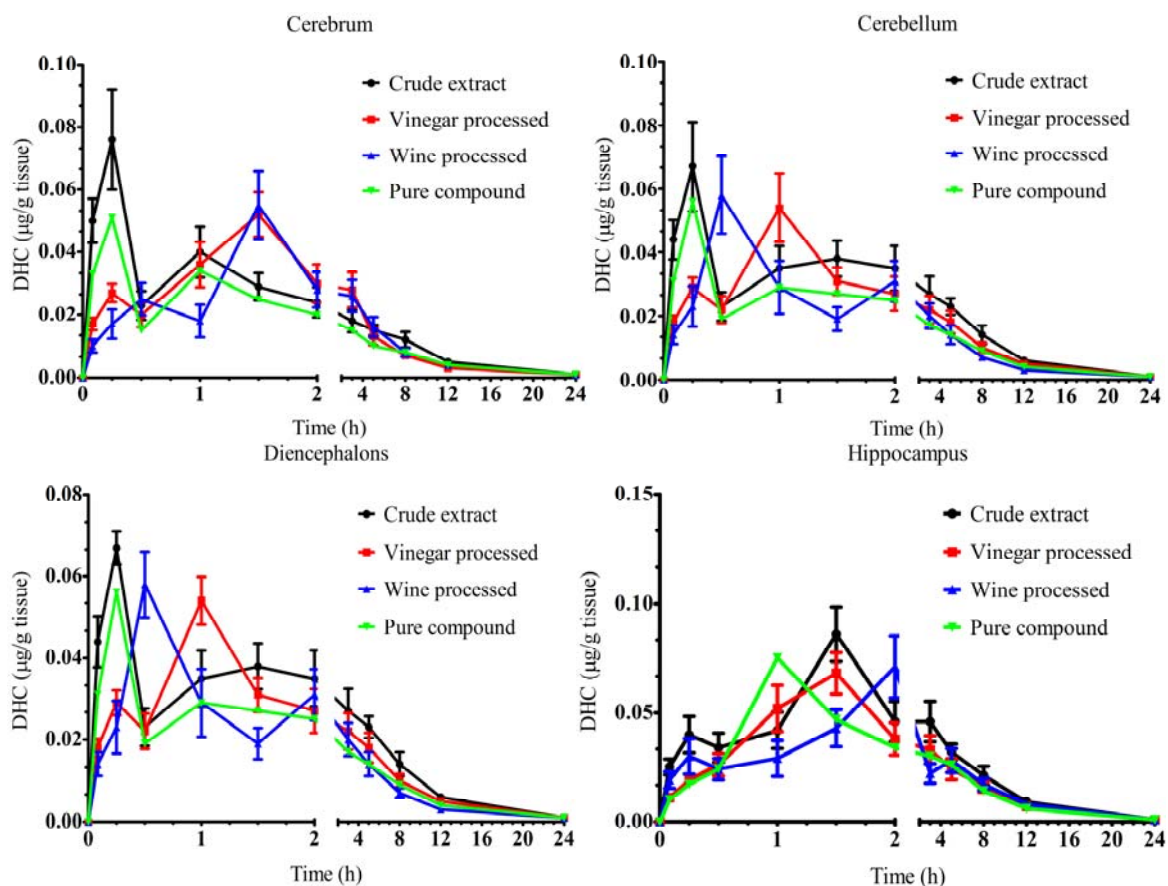 Cerebrum
DHC (µg/g tissue)
0.10
0.08
0.06
0.04
0.02
0.00
Crude extract
Vinegar processed
Wine processed
Pure compound
0 1 2 4 8 12 16 20 24
Time (h)
Cerebellum
DHC (µg/g tissue)
0.10
0.08
0.06
0.04
0.02
0.00
Crude extract
Vinegar processed
Wine processed
Pure compound
0 1 2 4 8 12 16 20 24
Time (h)
Diencephalons
DHC (µg/g tissue)
0.08
0.06
0.04
0.02
0.00
Crude extract
Vinegar processed
Wine processed
Pure compound
0 1 2 4 8 12 16 20 24
Time (h)
Hippocampus
DHC (µg/g tissue)
0.15
0.10
0.05
0.00
Crude extract
Vinegar processed
Wine processed
Pure compound
0 1 2 4 8 12 16 20 24
Time (h)